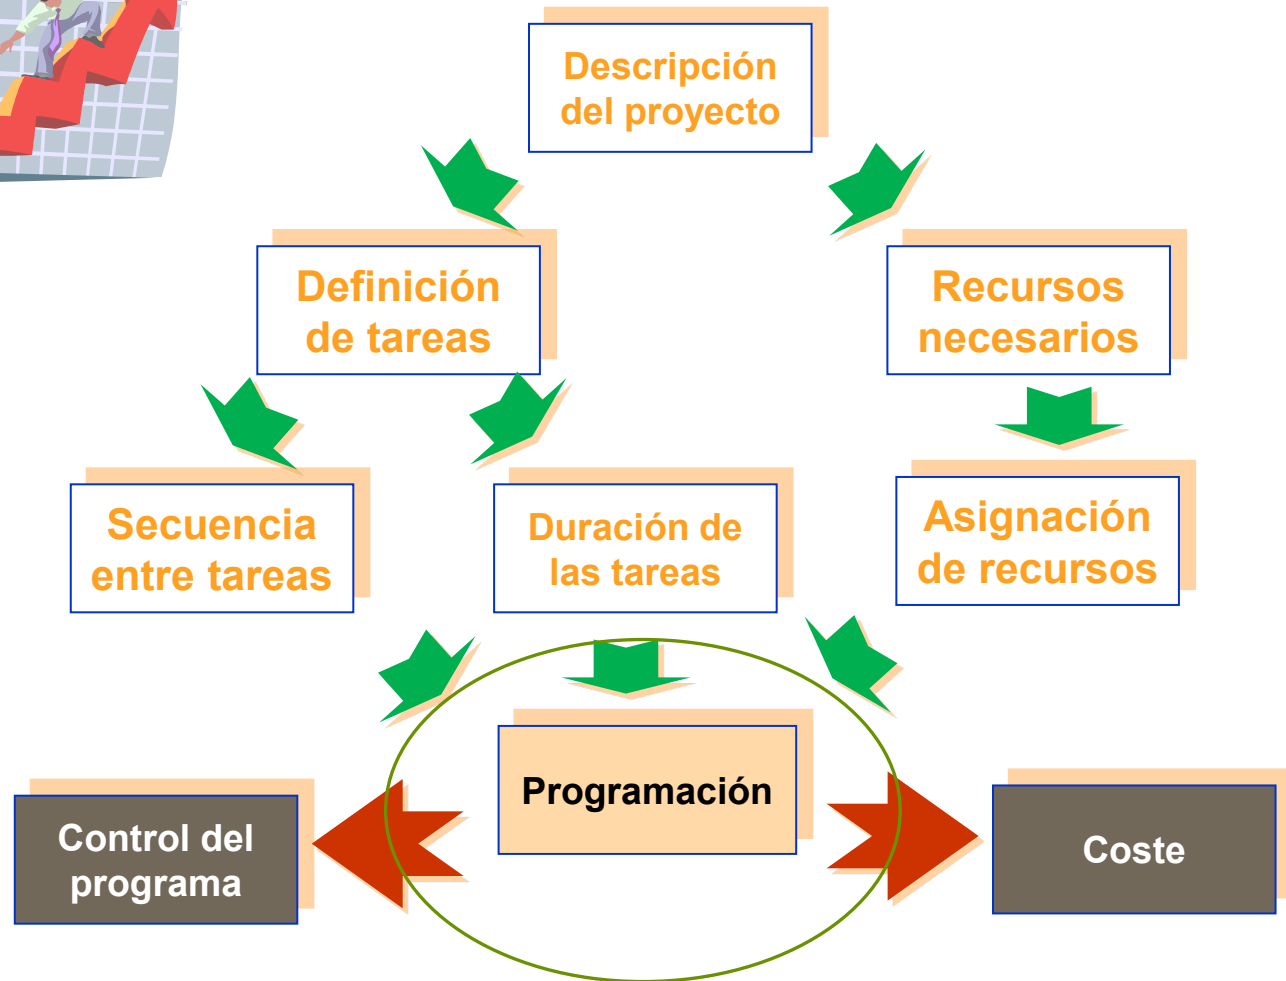 Descripción
del proyecto
Definición
de tareas
Recursos
necesarios
Secuencia
entre tareas
Duración de
las tareas
Asignación
de recursos
Programación
Control del
programa
Coste